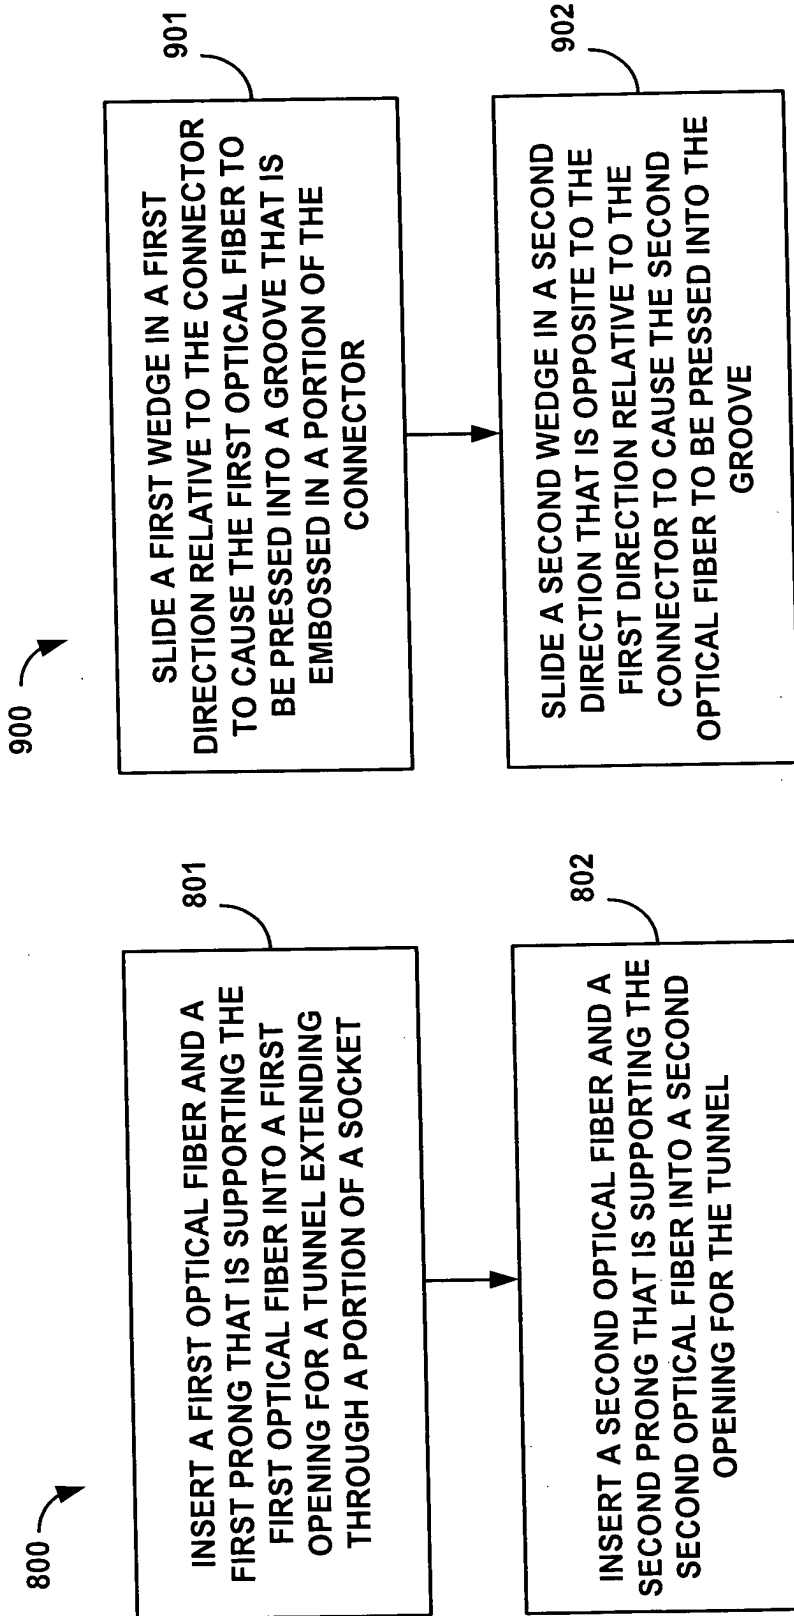 800
801
INSERT A FIRST OPTICAL FIBER AND A
FIRST PRONG THAT IS SUPPORTING THE
FIRST OPTICAL FIBER INTO A FIRST
OPENING FOR A TUNNEL EXTENDING
THROUGH A PORTION OF A SOCKET
802
INSERT A SECOND OPTICAL FIBER AND A
SECOND PRONG THAT IS SUPPORTING THE
SECOND OPTICAL FIBER INTO A SECOND
OPENING FOR THE TUNNEL
900
901
SLIDE A FIRST WEDGE IN A FIRST
DIRECTION RELATIVE TO THE CONNECTOR
TO CAUSE THE FIRST OPTICAL FIBER TO
BE PRESSED INTO A GROOVE THAT IS
EMBOSSED IN A PORTION OF THE
CONNECTOR
902
SLIDE A SECOND WEDGE IN A SECOND
DIRECTION THAT IS OPPOSITE TO THE
FIRST DIRECTION RELATIVE TO THE
CONNECTOR TO CAUSE THE SECOND
OPTICAL FIBER TO BE PRESSED INTO THE
GROOVE